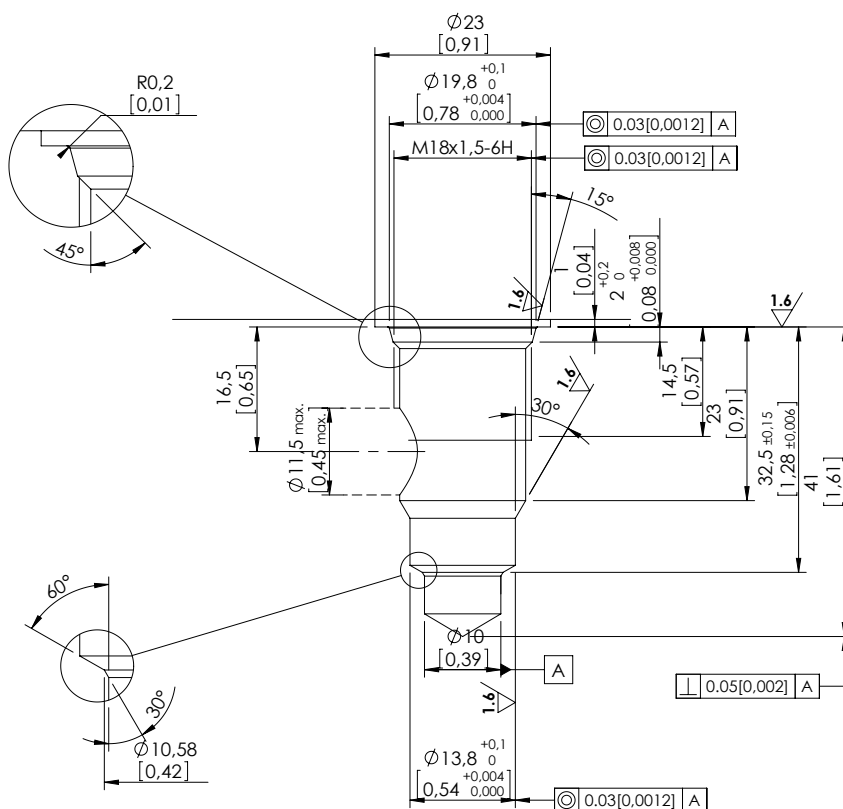 Ø23
[0,91]
Ø19,8 +0,1 0
[0,78 +0,004 0,000]
◎ 0.03[0,0012] A
M18x1,5-6H
◎ 0.03[0,0012] A
R0,2
[0,01]
45°
15°
1
[0,04]
2 +0,2 0
[0,08 +0,008 0,000]
1.6
1.6
16,5
[0,65]
Ø11,5 max.
[0,45 max.]
1.6
30°
14,5
[0,57]
23
[0,91]
32,5 ±0,15
[1,28 ±0,006]
41
[1,61]
60°
30°
Ø10,58
[0,42]
Ø10
[0,39]
A
1.6
⊥ 0.05[0,002] A
Ø13,8 +0,1 0
[0,54 +0,004 0,000]
◎ 0.03[0,0012] A